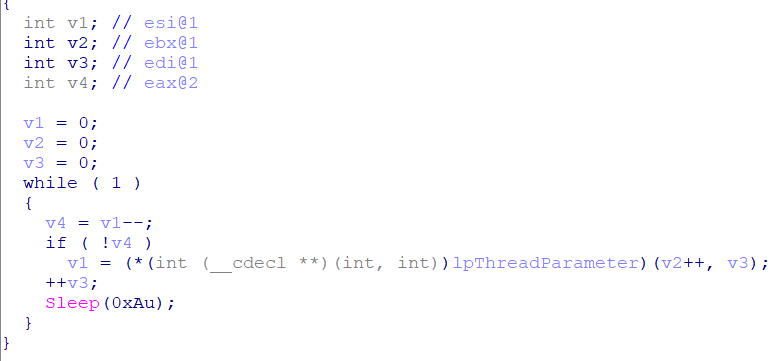 {
int v1; // esi@1
int v2; // ebx@1
int v3; // edi@1
int v4; // eax@2
v1 = 0;
v2 = 0;
v3 = 0;
while ( 1 )
{
v4 = v1--;
if ( !v4 )
v1 = (*(int (__cdecl **)(int, int))lpThreadParameter)(v2++, v3);
++v3;
Sleep(0xAu);
}
}